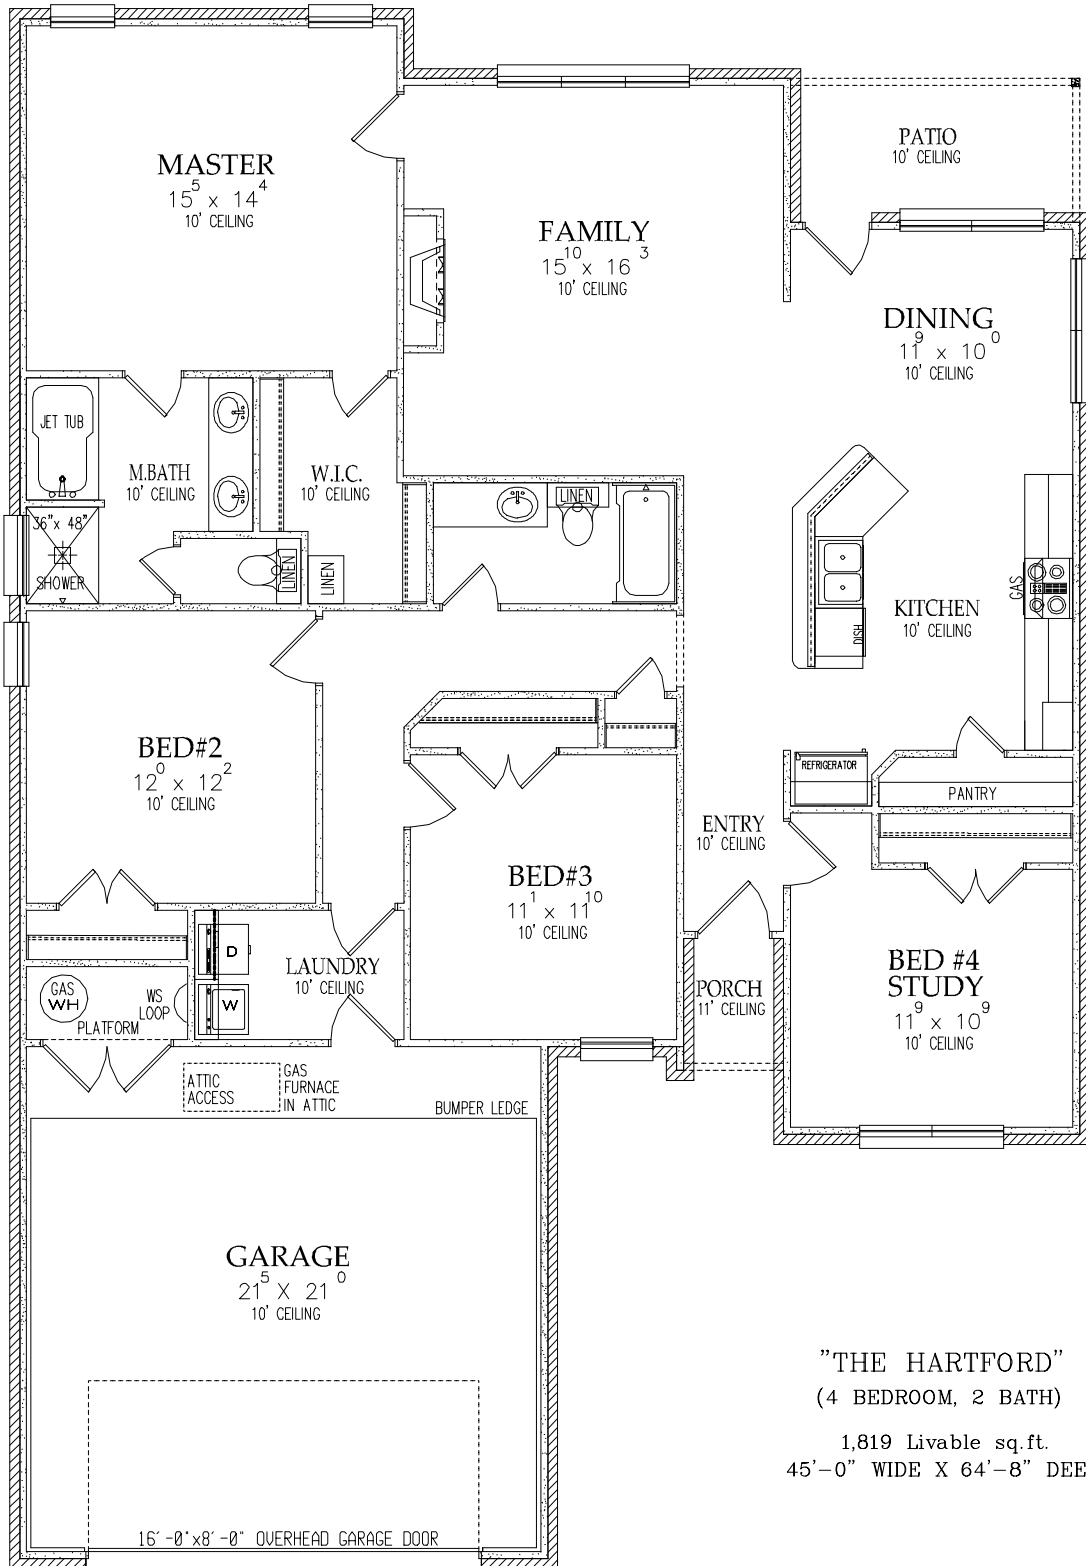 MASTER
15⁵ x 14⁴
10' CEILING
PATIO
10' CEILING
FAMILY
15¹⁰ x 16³
10' CEILING
DINING
11⁹ x 10⁰
10' CEILING
JET TUB
M.BATH
10' CEILING
W.I.C.
10' CEILING
LINEN
36"x 48"
SHOWER
LINEN
LINEN
GAS
KITCHEN
10' CEILING
DISH
BED#2
12⁰ x 12²
10' CEILING
REFRIGERATOR
PANTRY
ENTRY
10' CEILING
BED#3
11¹ x 11¹⁰
10' CEILING
D
W
LAUNDRY
10' CEILING
GAS
WH
WS
LOOP
PLATFORM
PORCH
11' CEILING
BED #4
STUDY
11⁹ x 10⁹
10' CEILING
ATTIC
ACCESS
GAS
FURNACE
IN ATTIC
BUMPER LEDGE
GARAGE
21⁵ X 21⁰
10' CEILING
16'-0"x8'-0" OVERHEAD GARAGE DOOR
"THE HARTFORD"
(4 BEDROOM, 2 BATH)
1,819 Livable sq.ft.
45'-0" WIDE X 64'-8" DEE